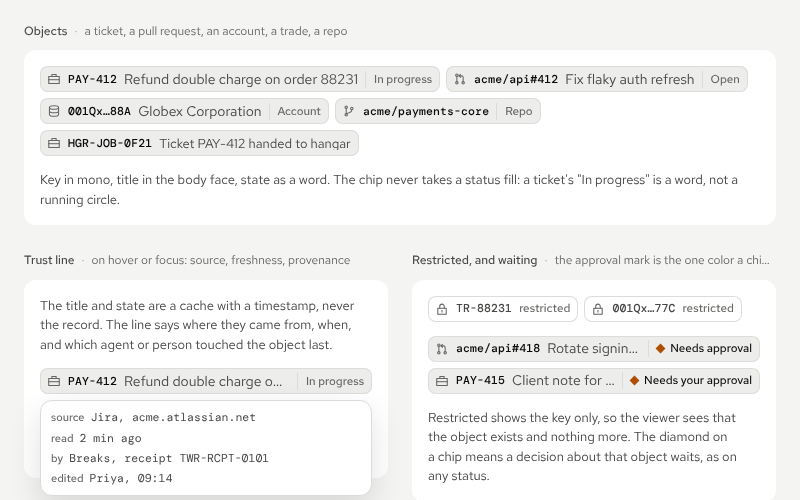 Objects · a ticket, a pull request, an account, a trade, a repo
PAY-412 Refund double charge on order 88231 In progress
acme/api#412 Fix flaky auth refresh Open
001Qx…88A Globex Corporation Account
acme/payments-core Repo
HGR-JOB-0F21 Ticket PAY-412 handed to hangar
Key in mono, title in the body face, state as a word. The chip never takes a status fill: a ticket's "In progress" is a word, not a
running circle.
Trust line · on hover or focus: source, freshness, provenance
The title and state are a cache with a timestamp, never
the record. The line says where they came from, when,
and which agent or person touched the object last.
PAY-412 Refund double charge o… In progress
source Jira, acme.atlassian.net
read 2 min ago
by Breaks, receipt TWR-RCPT-0101
edited Priya, 09:14
Restricted, and waiting · the approval mark is the one color a chi…
TR-88231 restricted
001Qx…77C restricted
acme/api#418 Rotate signin… Needs approval
PAY-415 Client note for … Needs your approval
Restricted shows the key only, so the viewer sees that
the object exists and nothing more. The diamond on
a chip means a decision about that object waits, as on
any status.